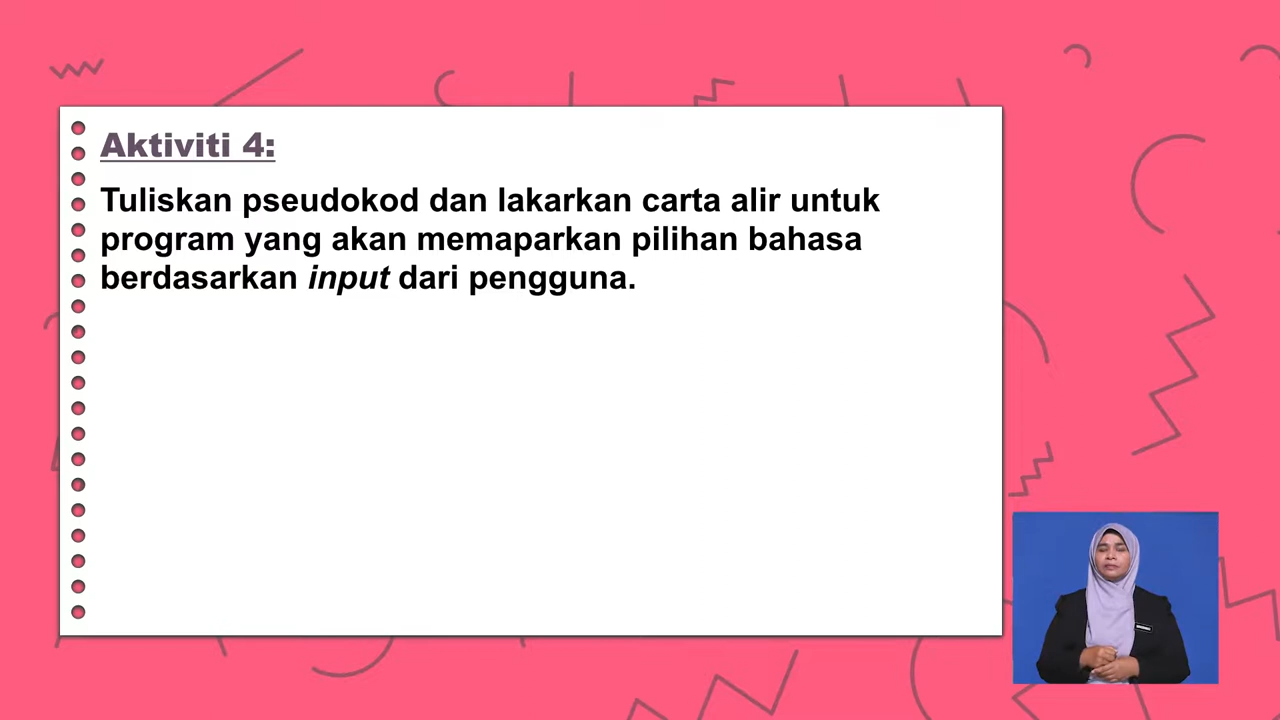 Aktiviti 4:
Tuliskan pseudokod dan lakarkan carta alir untuk
program yang akan memaparkan pilihan bahasa
berdasarkan input dari pengguna.